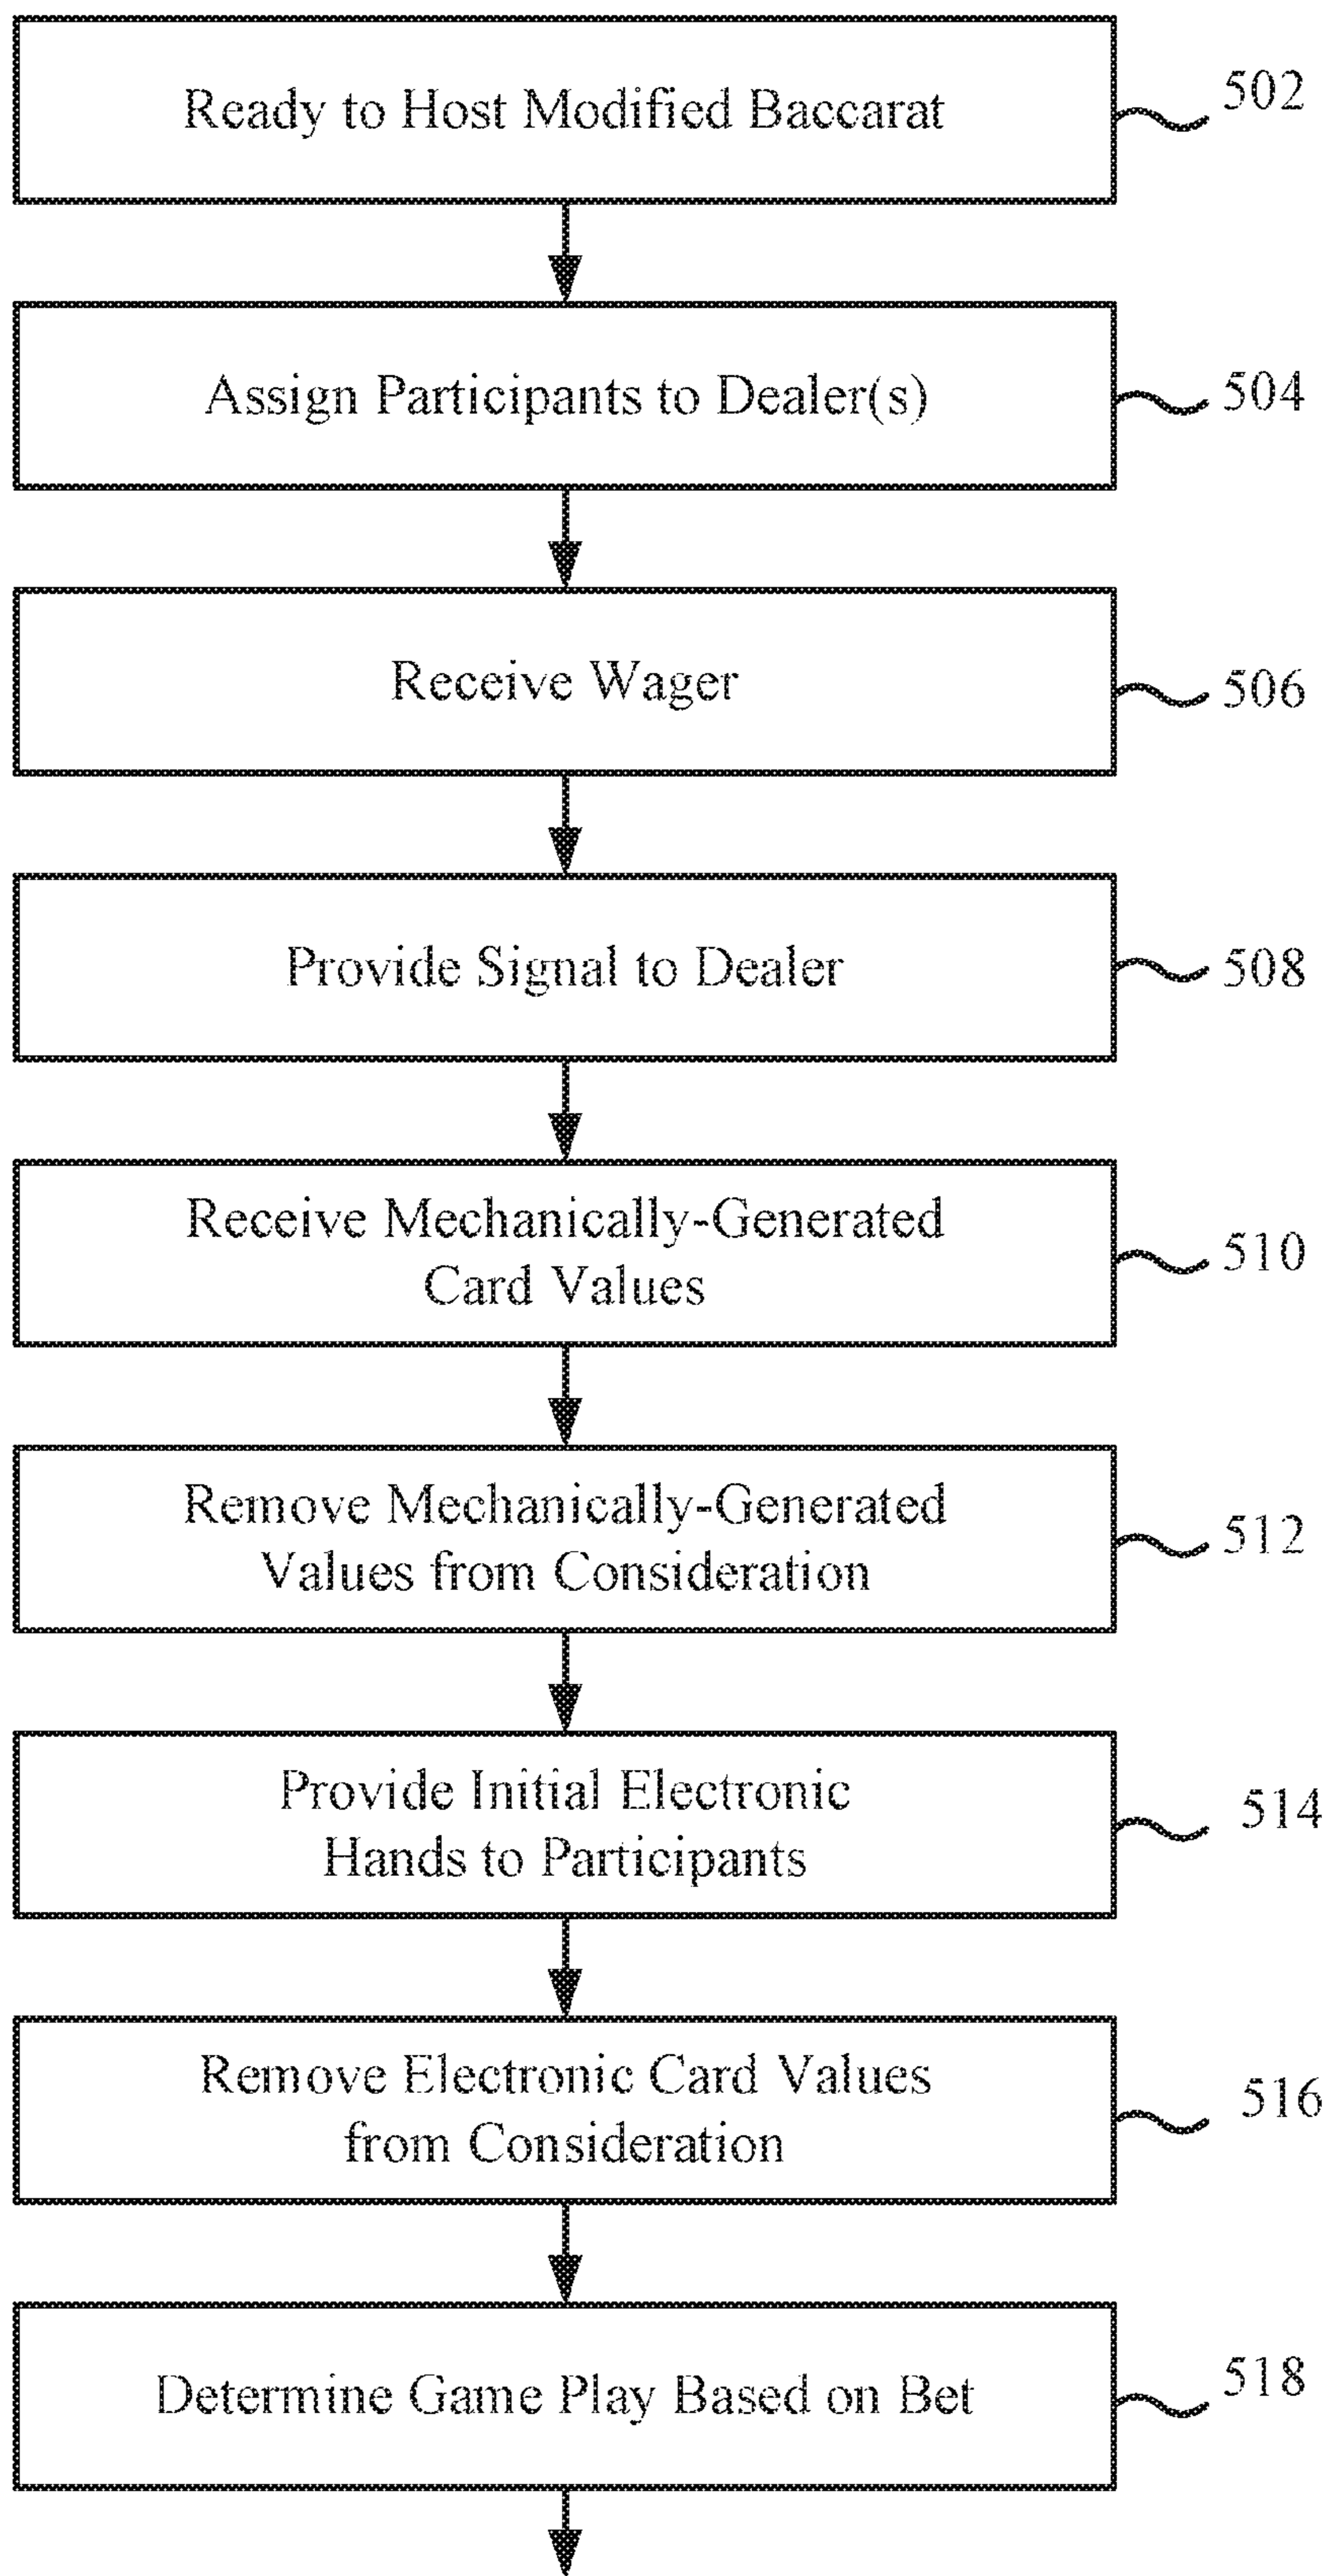 Ready to Host Modified Baccarat
502
Assign Participants to Dealer(s)
504
Receive Wager
506
Provide Signal to Dealer
508
Receive Mechanically-Generated
Card Values
510
Remove Mechanically-Generated
Values from Consideration
512
Provide Initial Electronic
Hands to Participants
514
Remove Electronic Card Values
from Consideration
516
Determine Game Play Based on Bet
518